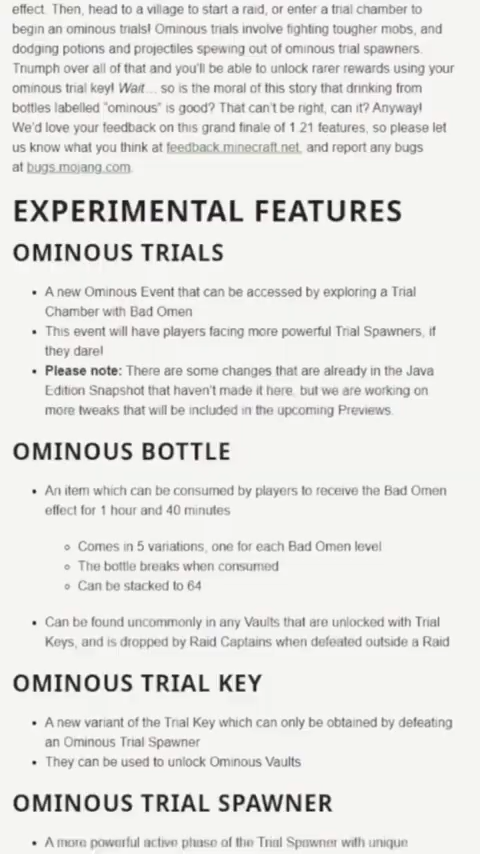 effect. Then, head to a village to start a raid, or enter a trial chamber to
begin an ominous trials! Ominous trials involve fighting tougher mobs, and
dodging potions and projectiles spewing out of ominous trial spawners.
Triumph over all of that and you'll be able to unlock rarer rewards using your
ominous trial key! Wait... so is the moral of this story that drinking from
bottles labelled "ominous" is good? That can't be right, can it? Anyway!
We'd love your feedback on this grand finale of 1.21 features, so please let
us know what you think at feedback.minecraft.net, and report any bugs
at bugs.mojang.com.
EXPERIMENTAL FEATURES
OMINOUS TRIALS
• A new Ominous Event that can be accessed by exploring a Trial
Chamber with Bad Omen
• This event will have players facing more powerful Trial Spawners, if
they dare!
• Please note: There are some changes that are already in the Java
Edition Snapshot that haven't made it here, but we are working on
more tweaks that will be included in the upcoming Previews.
OMINOUS BOTTLE
• An item which can be consumed by players to receive the Bad Omen
effect for 1 hour and 40 minutes
◦ Comes in 5 variations, one for each Bad Omen level
◦ The bottle breaks when consumed
◦ Can be stacked to 64
• Can be found uncommonly in any Vaults that are unlocked with Trial
Keys, and is dropped by Raid Captains when defeated outside a Raid
OMINOUS TRIAL KEY
• A new variant of the Trial Key which can only be obtained by defeating
an Ominous Trial Spawner
• They can be used to unlock Ominous Vaults
OMINOUS TRIAL SPAWNER
• A more powerful active phase of the Trial Spawner with unique